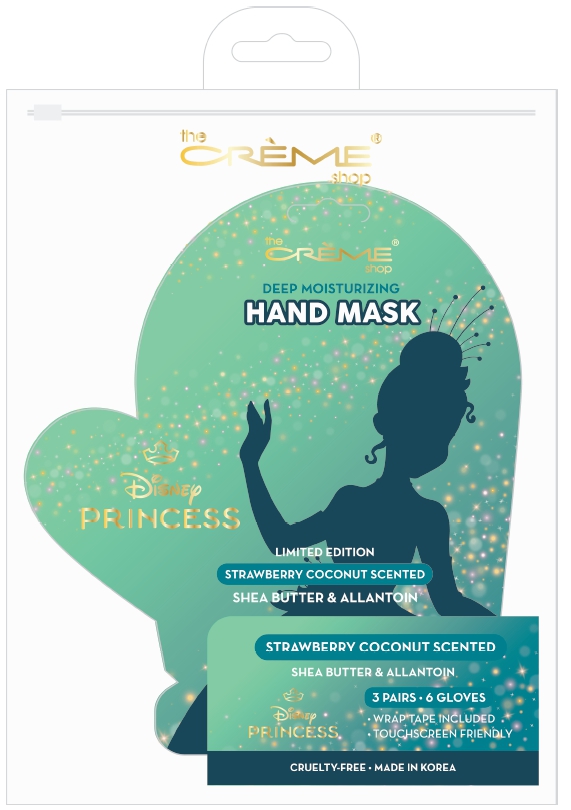 the
CRÈME®
shop
the
CRÈME®
shop
DEEP MOISTURIZING
HAND MASK
Disney
PRINCESS
LIMITED EDITION
STRAWBERRY COCONUT SCENTED
SHEA BUTTER & ALLANTOIN
STRAWBERRY COCONUT SCENTED
SHEA BUTTER & ALLANTOIN
3 PAIRS • 6 GLOVES
Disney
PRINCESS
• WRAP TAPE INCLUDED
• TOUCHSCREEN FRIENDLY
CRUELTY-FREE • MADE IN KOREA